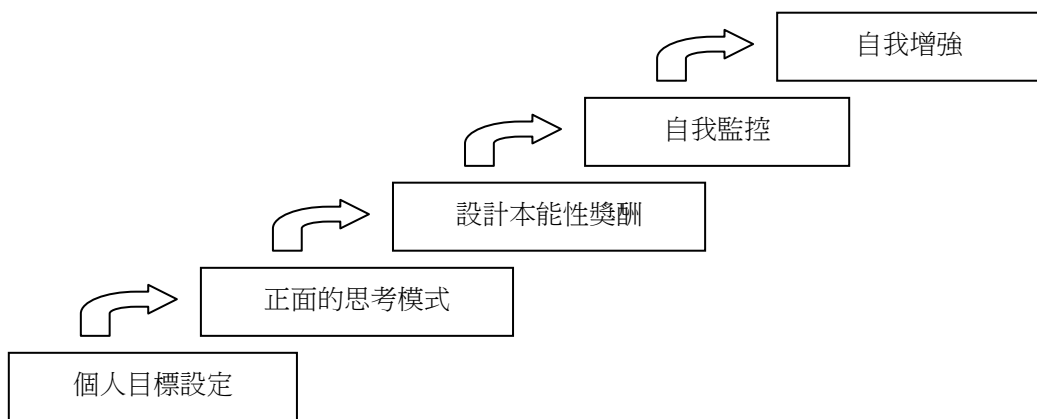 自我增強
自我監控
設計本能性獎酬
正面的思考模式
個人目標設定